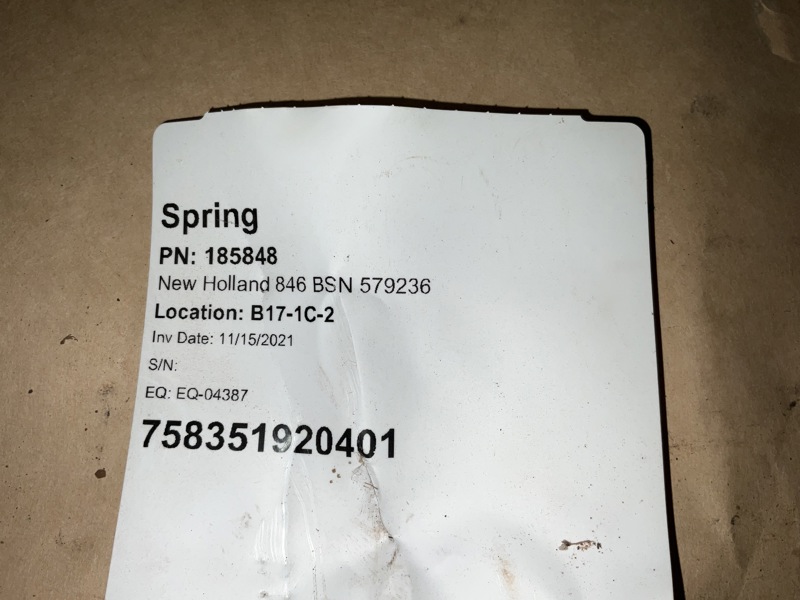 Spring
PN: 185848
New Holland 846 BSN 579236
Location: B17-1C-2
Inv Date: 11/15/2021
S/N:
EQ: EQ-04387
758351920401